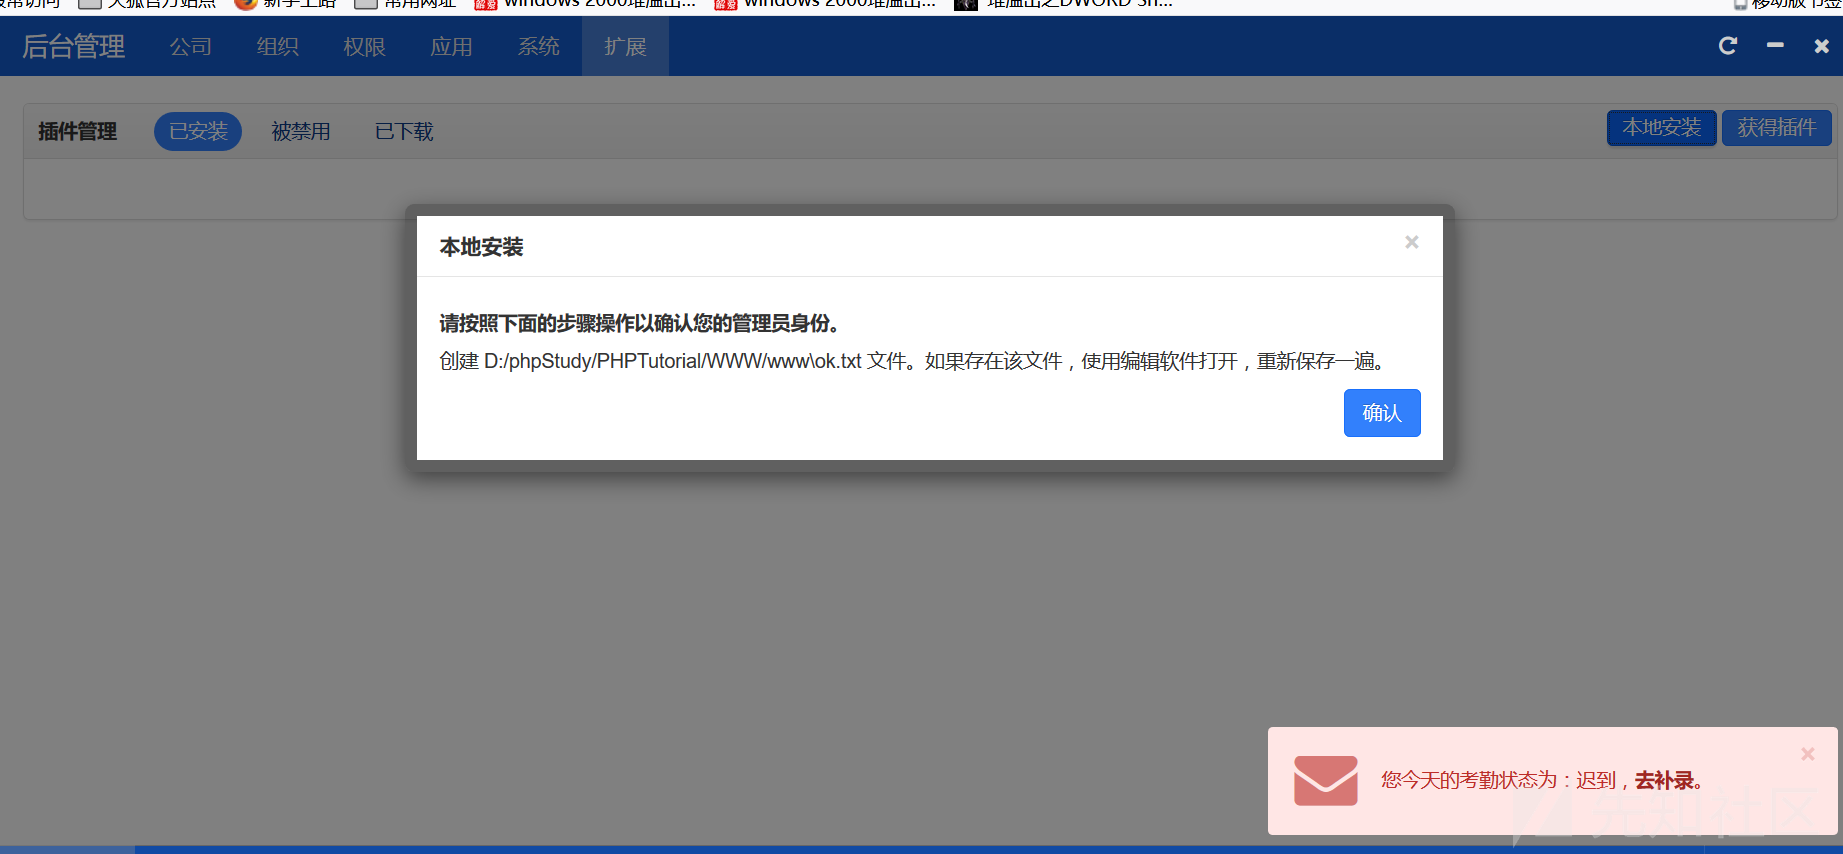 火狐官方站点 新手上路 常用网址 windows 2000堆溢出... windows 2000堆溢出... 堆溢出之DWORD Sh... 移动版书签
后台管理 公司 组织 权限 应用 系统 扩展
插件管理 已安装 被禁用 已下载 本地安装 获得插件
本地安装 ×
请按照下面的步骤操作以确认您的管理员身份。
创建 D:/phpStudy/PHPTutorial/WWW/www\ok.txt 文件。如果存在该文件，使用编辑软件打开，重新保存一遍。
确认
您今天的考勤状态为：迟到，去补录。 ×
先知社区